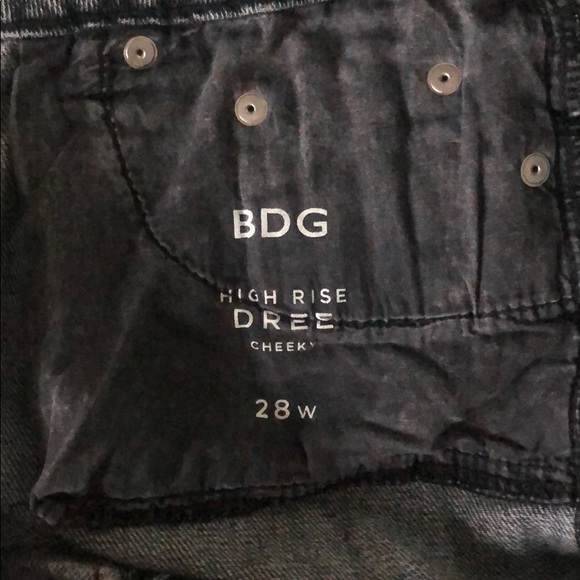 BDG
HIGH RISE
DREE
CHEEKY
28 W